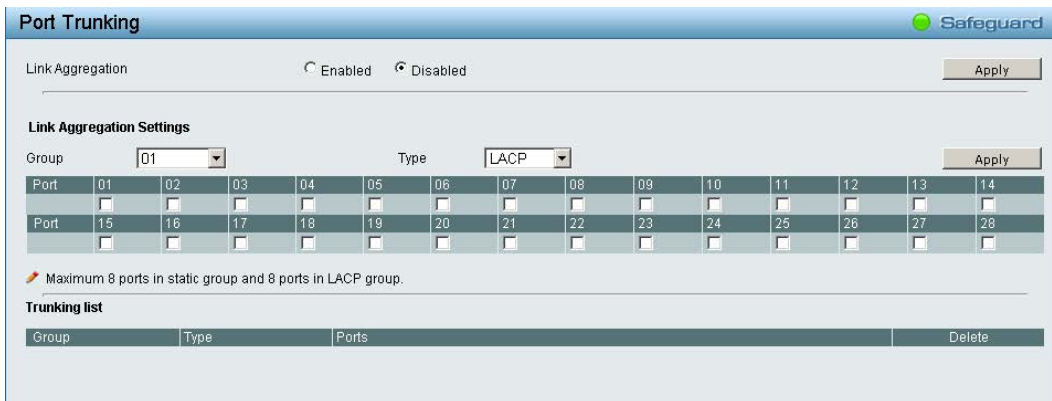 Port Trunking Safeguard
Link Aggregation Enabled Disabled Apply
Link Aggregation Settings
Group 01 Type LACP Apply
Port 01 02 03 04 05 06 07 08 09 10 11 12 13 14
Port 15 16 17 18 19 20 21 22 23 24 25 26 27 28
Maximum 8 ports in static group and 8 ports in LACP group.
Trunking list
Group Type Ports Delete